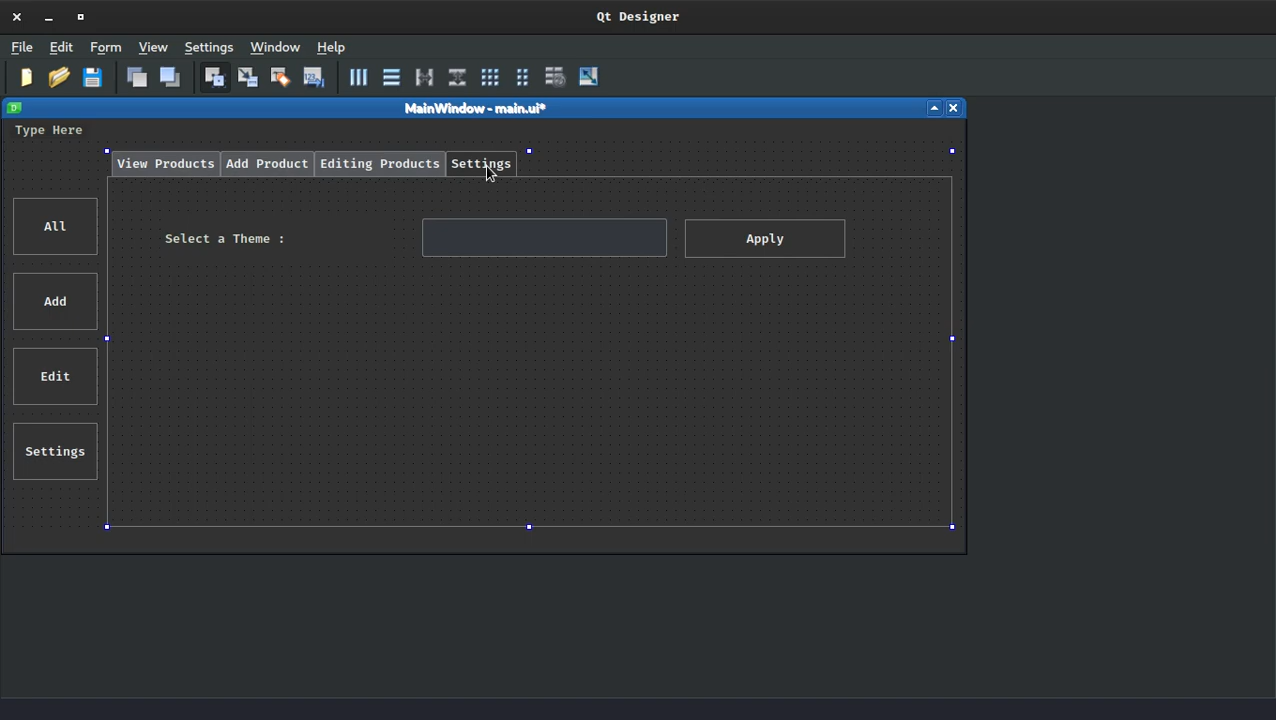 Qt Designer
File Edit Form View Settings Window Help
MainWindow - main.ui*
Type Here
View Products Add Product Editing Products Settings
All
Select a Theme : Apply
Add
Edit
Settings